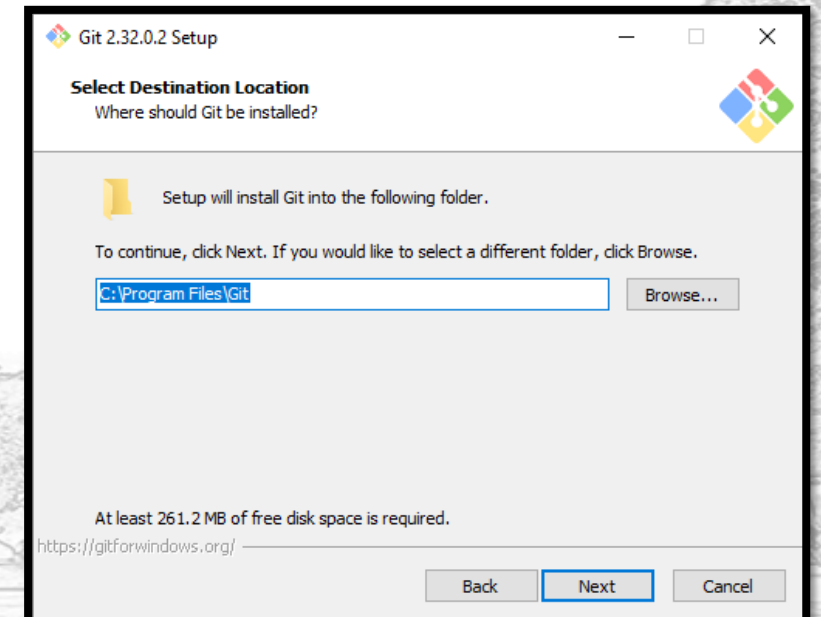 Git 2.32.0.2 Setup
Select Destination Location
Where should Git be installed?
Setup will install Git into the following folder.
To continue, click Next. If you would like to select a different folder, click Browse.
C:\Program Files\Git
Browse...
At least 261.2 MB of free disk space is required.
https://gitforwindows.org/
Back
Next
Cancel